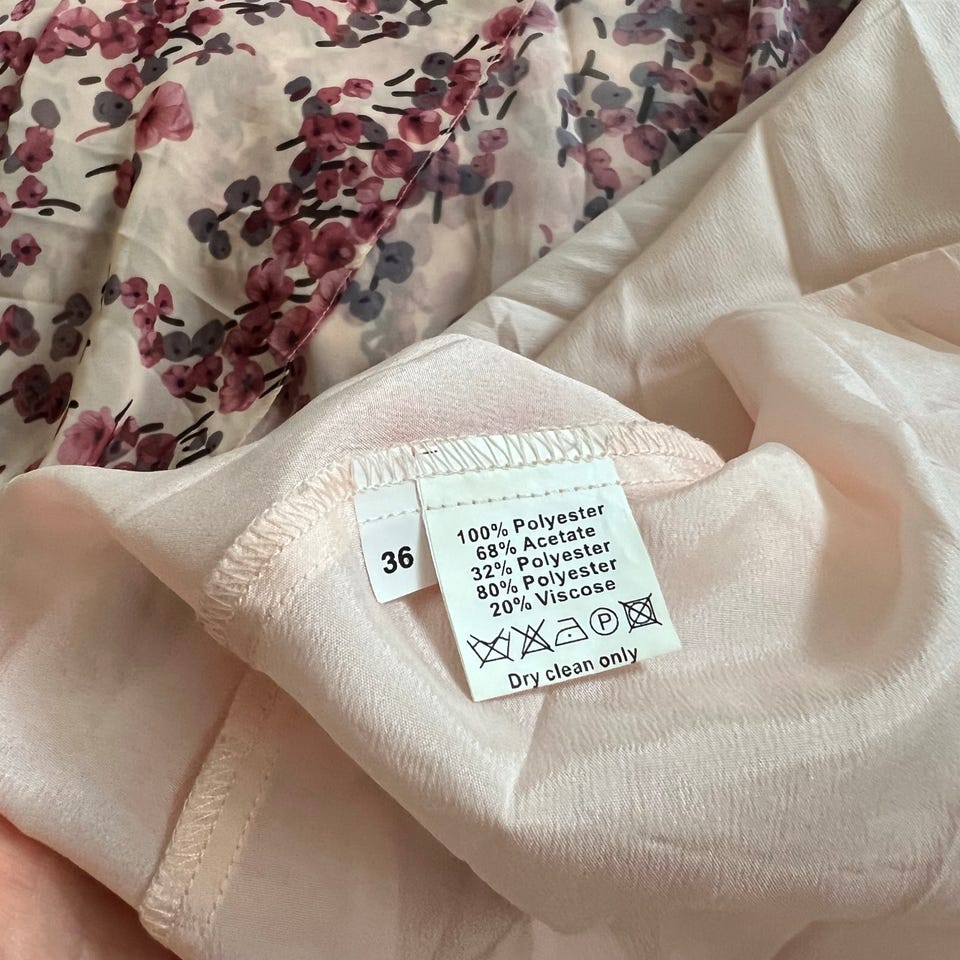 36
100% Polyester
68% Acetate
32% Polyester
80% Polyester
20% Viscose
P
Dry clean only